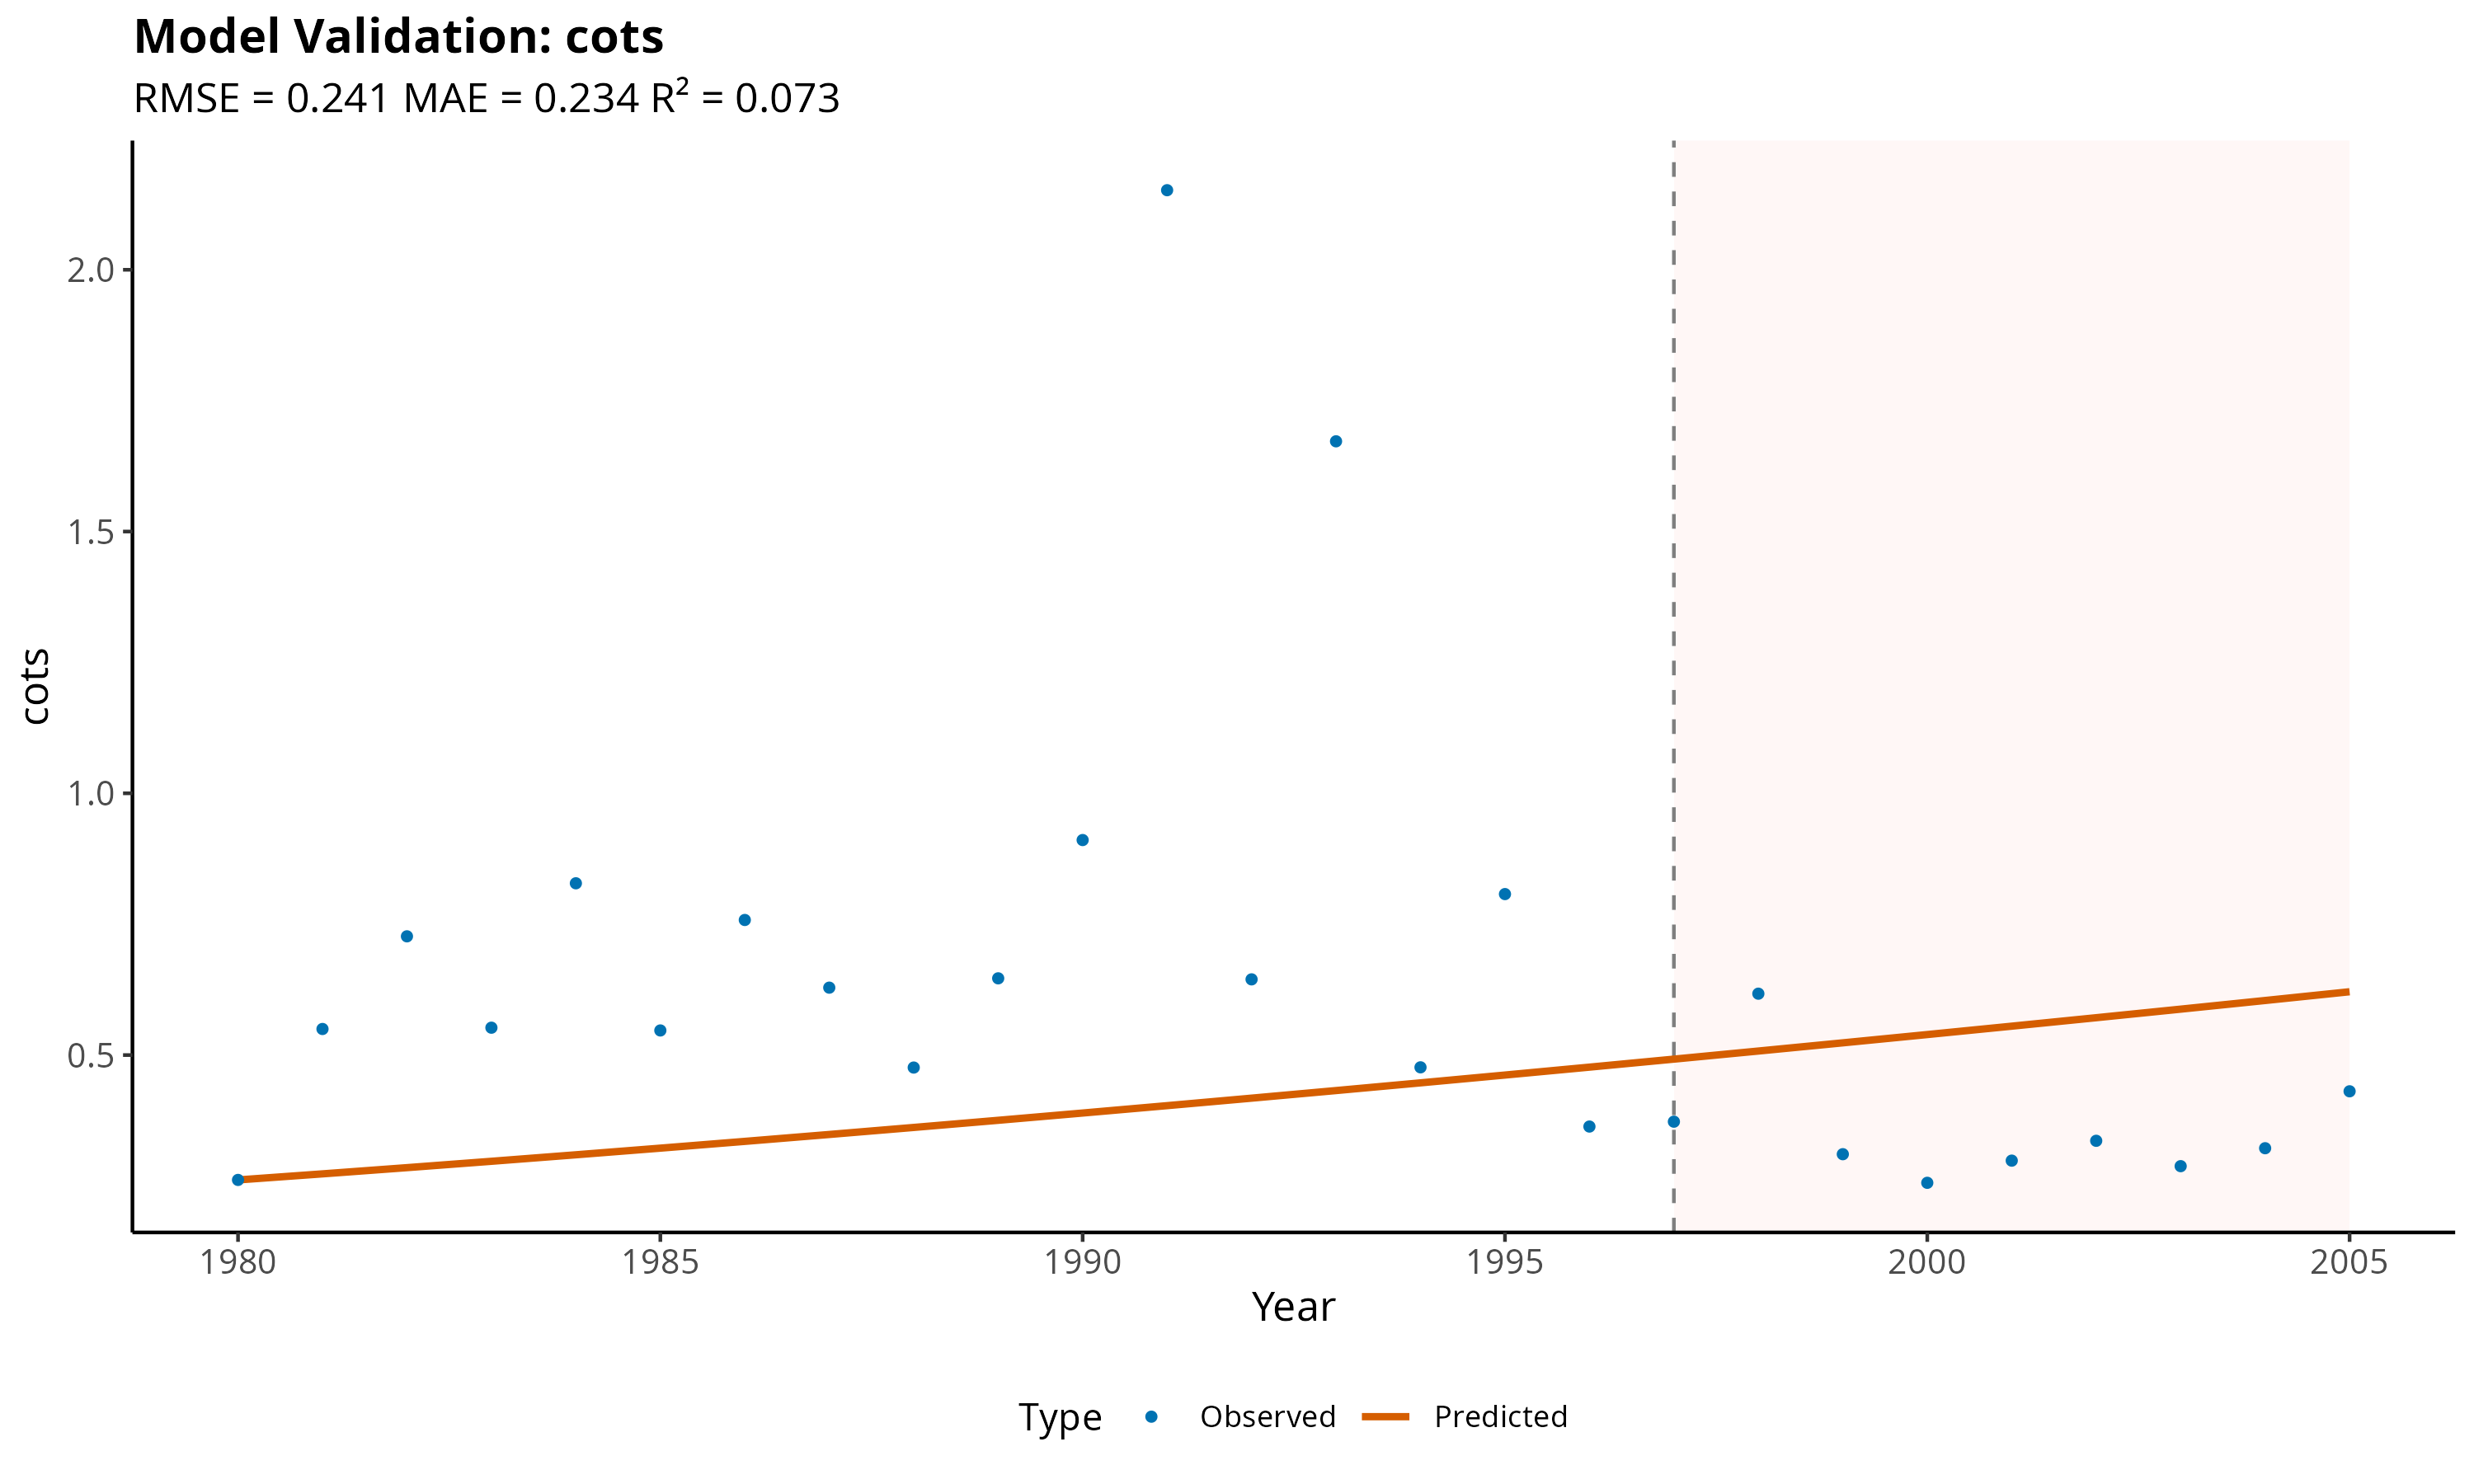 Model Validation: cots
RMSE = 0.241 MAE = 0.234 R² = 0.073
2.0
1.5
1.0
0.5
cots
1980 1985 1990 1995 2000 2005
Year
Type Observed Predicted